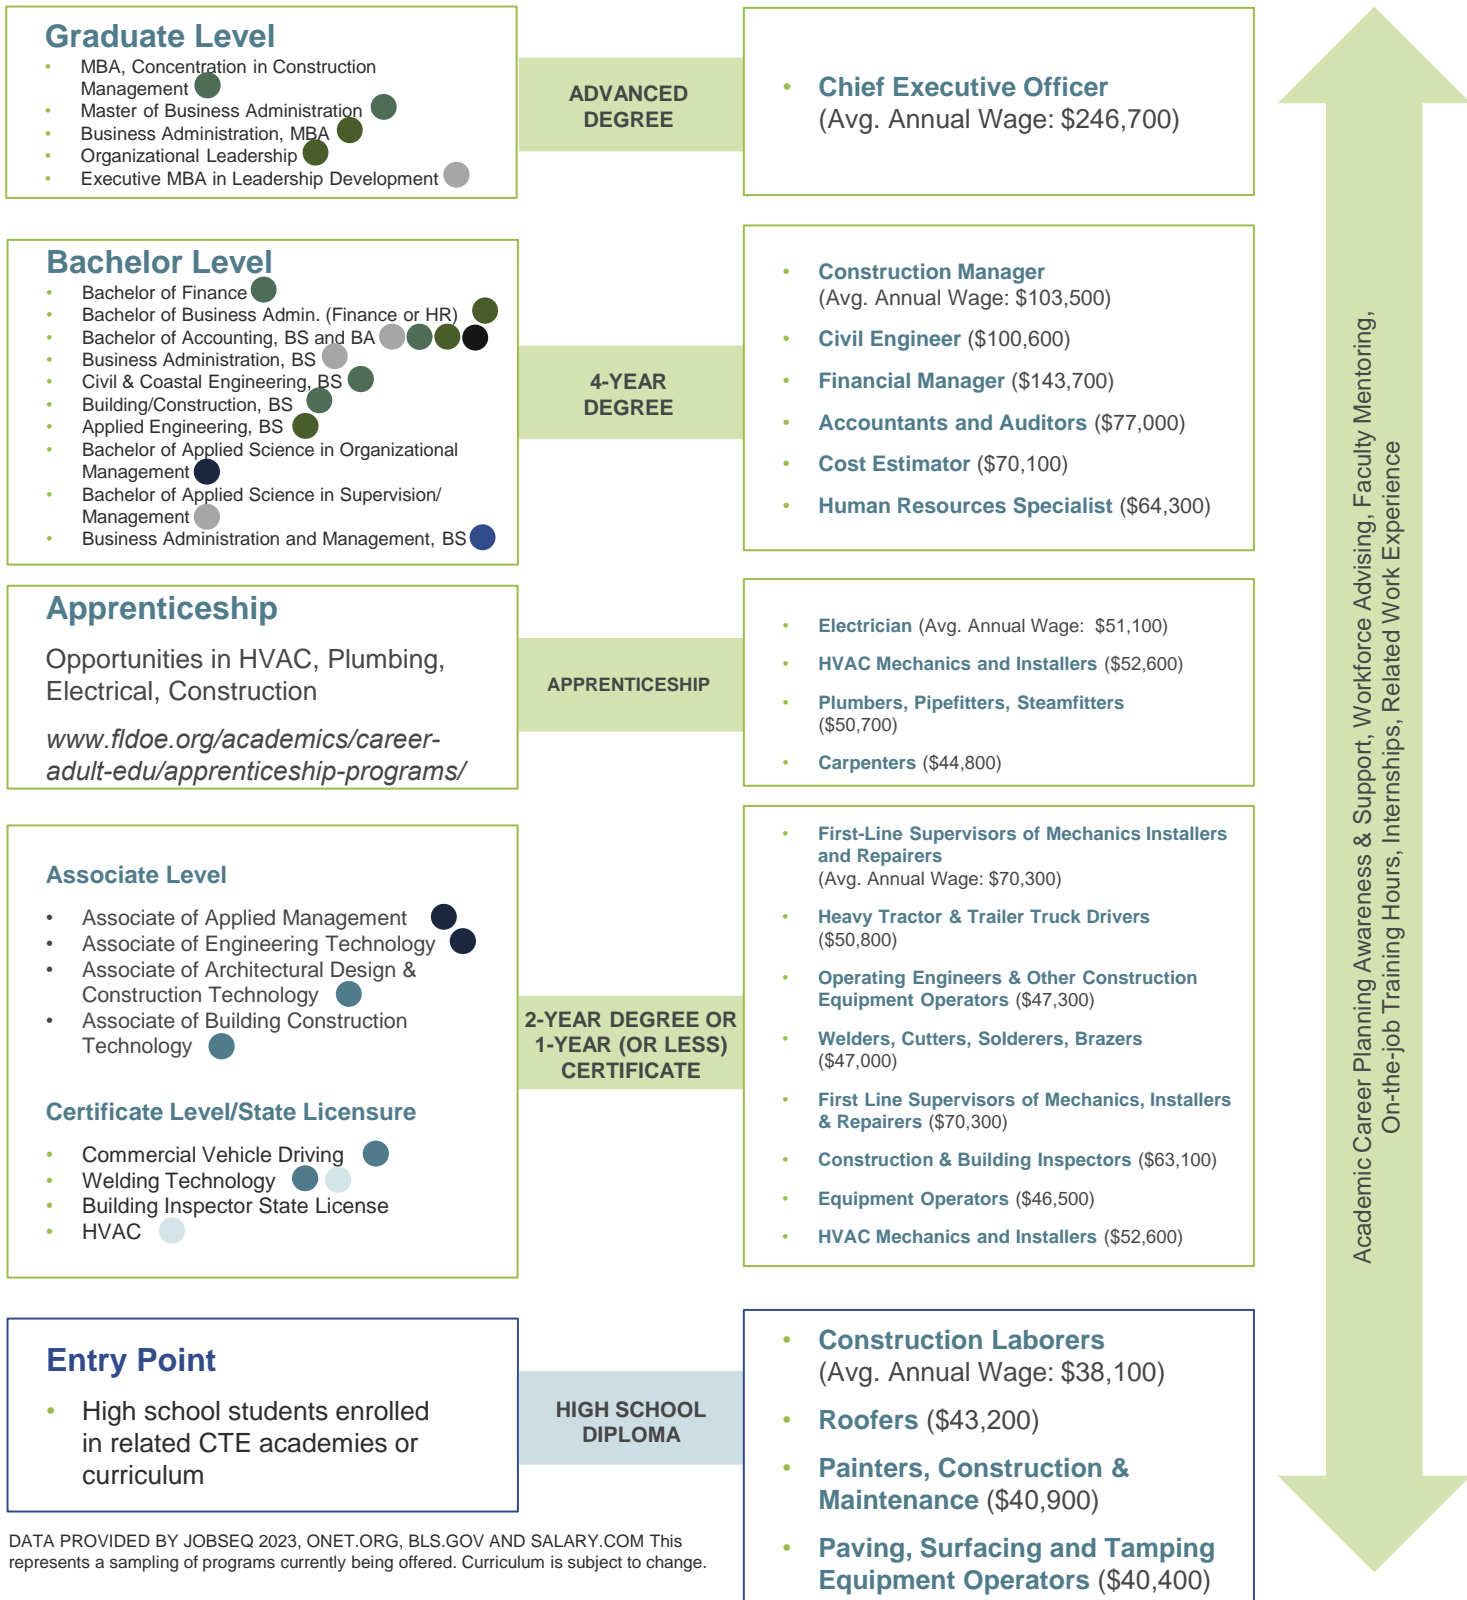 Graduate Level
• MBA, Concentration in Construction
Management
• Master of Business Administration
• Business Administration, MBA
• Organizational Leadership
• Executive MBA in Leadership Development
ADVANCED
DEGREE
• Chief Executive Officer
(Avg. Annual Wage: $246,700)
Bachelor Level
• Bachelor of Finance
• Bachelor of Business Admin. (Finance or HR)
• Bachelor of Accounting, BS and BA
• Business Administration, BS
• Civil & Coastal Engineering, BS
• Building/Construction, BS
• Applied Engineering, BS
• Bachelor of Applied Science in Organizational
Management
• Bachelor of Applied Science in Supervision/
Management
• Business Administration and Management, BS
4-YEAR
DEGREE
• Construction Manager
(Avg. Annual Wage: $103,500)
• Civil Engineer ($100,600)
• Financial Manager ($143,700)
• Accountants and Auditors ($77,000)
• Cost Estimator ($70,100)
• Human Resources Specialist ($64,300)
Apprenticeship
Opportunities in HVAC, Plumbing,
Electrical, Construction
www.fldoe.org/academics/career-
adult-edu/apprenticeship-programs/
APPRENTICESHIP
• Electrician (Avg. Annual Wage: $51,100)
• HVAC Mechanics and Installers ($52,600)
• Plumbers, Pipefitters, Steamfitters
($50,700)
• Carpenters ($44,800)
Associate Level
• Associate of Applied Management
• Associate of Engineering Technology
• Associate of Architectural Design &
Construction Technology
• Associate of Building Construction
Technology
Certificate Level/State Licensure
• Commercial Vehicle Driving
• Welding Technology
• Building Inspector State License
• HVAC
2-YEAR DEGREE OR
1-YEAR (OR LESS)
CERTIFICATE
• First-Line Supervisors of Mechanics Installers
and Repairers
(Avg. Annual Wage: $70,300)
• Heavy Tractor & Trailer Truck Drivers
($50,800)
• Operating Engineers & Other Construction
Equipment Operators ($47,300)
• Welders, Cutters, Solderers, Brazers
($47,000)
• First Line Supervisors of Mechanics, Installers
& Repairers ($70,300)
• Construction & Building Inspectors ($63,100)
• Equipment Operators ($46,500)
• HVAC Mechanics and Installers ($52,600)
Entry Point
• High school students enrolled
in related CTE academies or
curriculum
HIGH SCHOOL
DIPLOMA
• Construction Laborers
(Avg. Annual Wage: $38,100)
• Roofers ($43,200)
• Painters, Construction &
Maintenance ($40,900)
• Paving, Surfacing and Tamping
Equipment Operators ($40,400)
DATA PROVIDED BY JOBSEQ 2023, ONET.ORG, BLS.GOV AND SALARY.COM This
represents a sampling of programs currently being offered. Curriculum is subject to change.
Academic Career Planning Awareness & Support, Workforce Advising, Faculty Mentoring,
On-the-job Training Hours, Internships, Related Work Experience